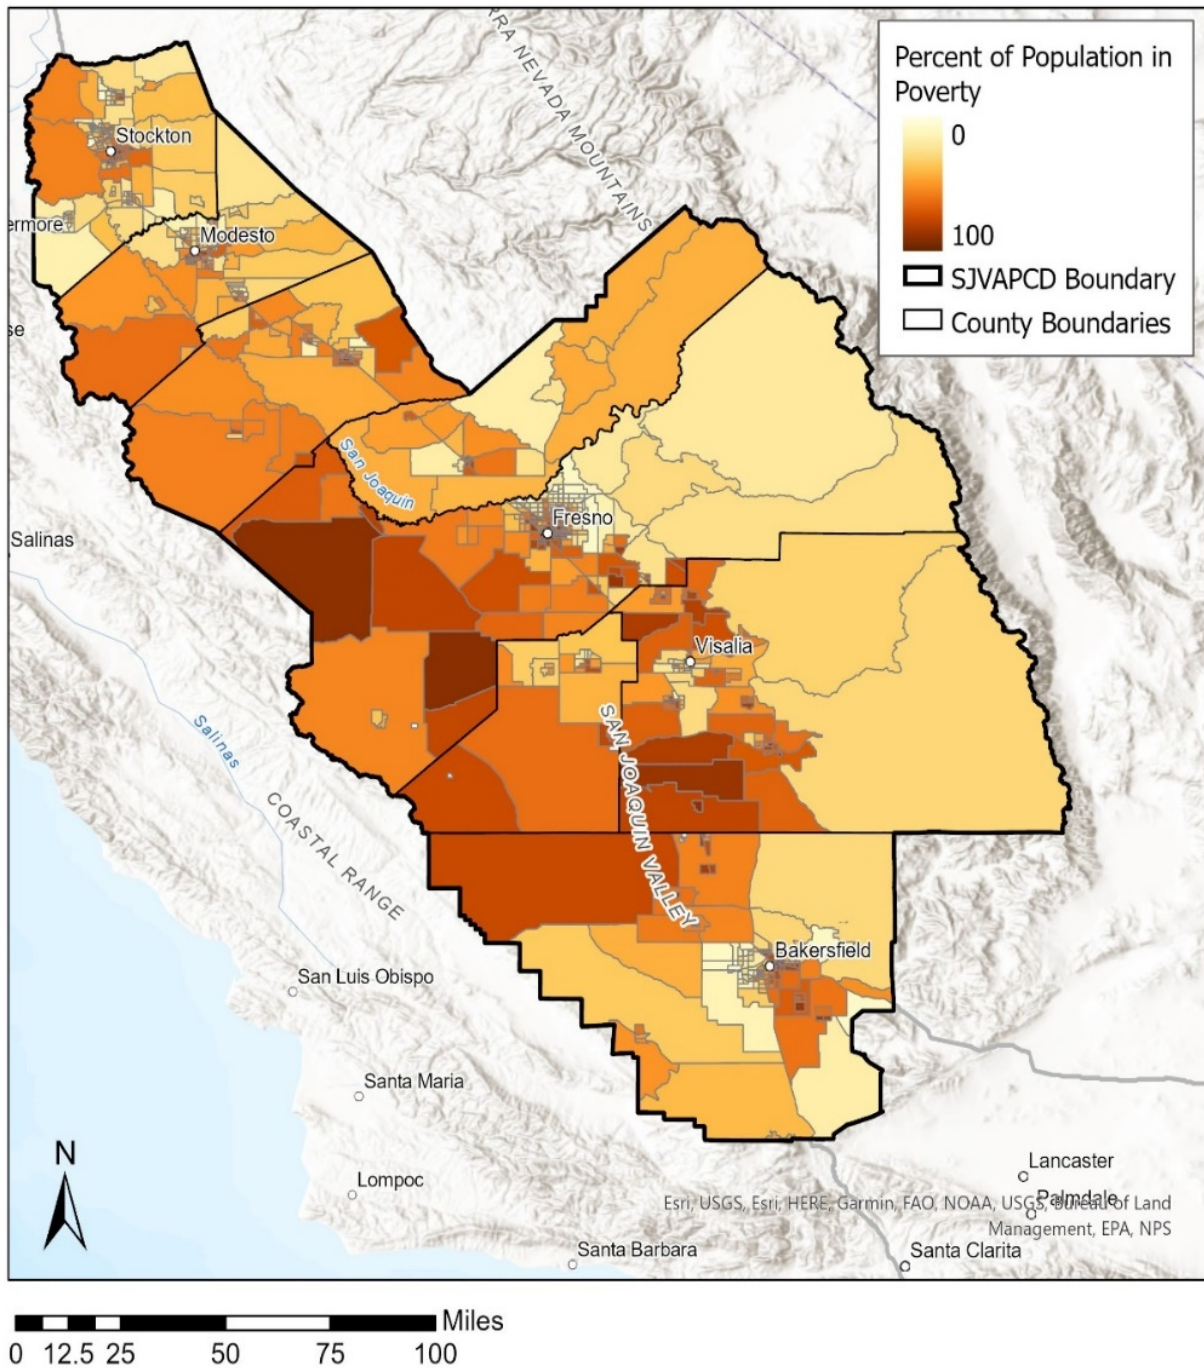 Percent of Population in
Poverty
0
100
SJVAPCD Boundary
County Boundaries
RRA NEVADA MOUNTAINS
Stockton
ermore
Modesto
se
San Joaquin
Fresno
Salinas
Visalia
Salinas
SAN JOAQUIN VALLEY
COASTAL RANGE
Bakersfield
San Luis Obispo
Santa Maria
N
Lancaster
Lompoc
Palmdale
Esri, USGS, Esri, HERE, Garmin, FAO, NOAA, USGS, Bureau of Land
Management, EPA, NPS
Santa Barbara
Santa Clarita
Miles
0 12.5 25 50 75 100